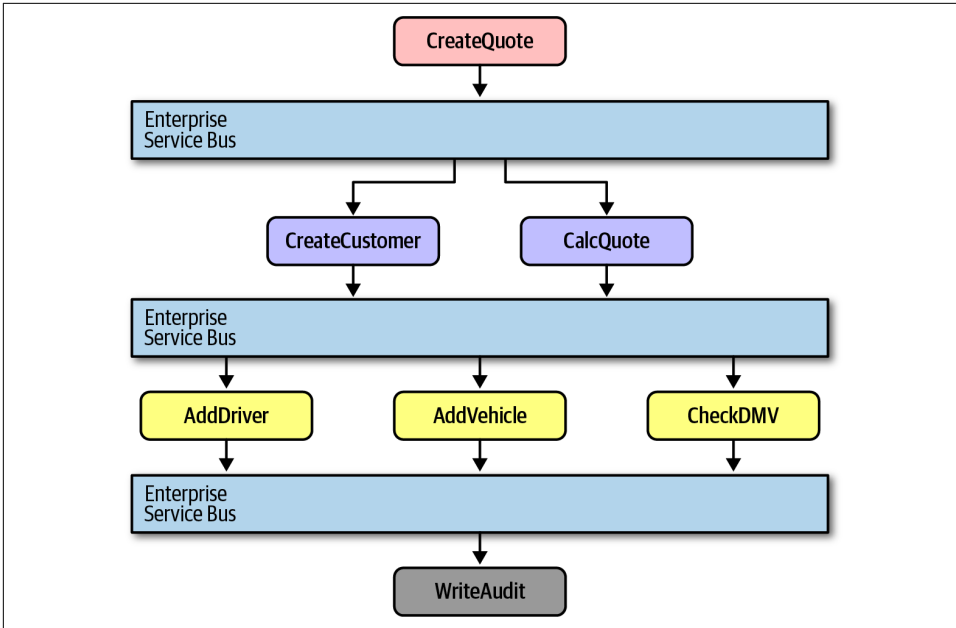 CreateQuote
Enterprise
Service Bus
CreateCustomer
CalcQuote
Enterprise
Service Bus
AddDriver
AddVehicle
CheckDMV
Enterprise
Service Bus
WriteAudit